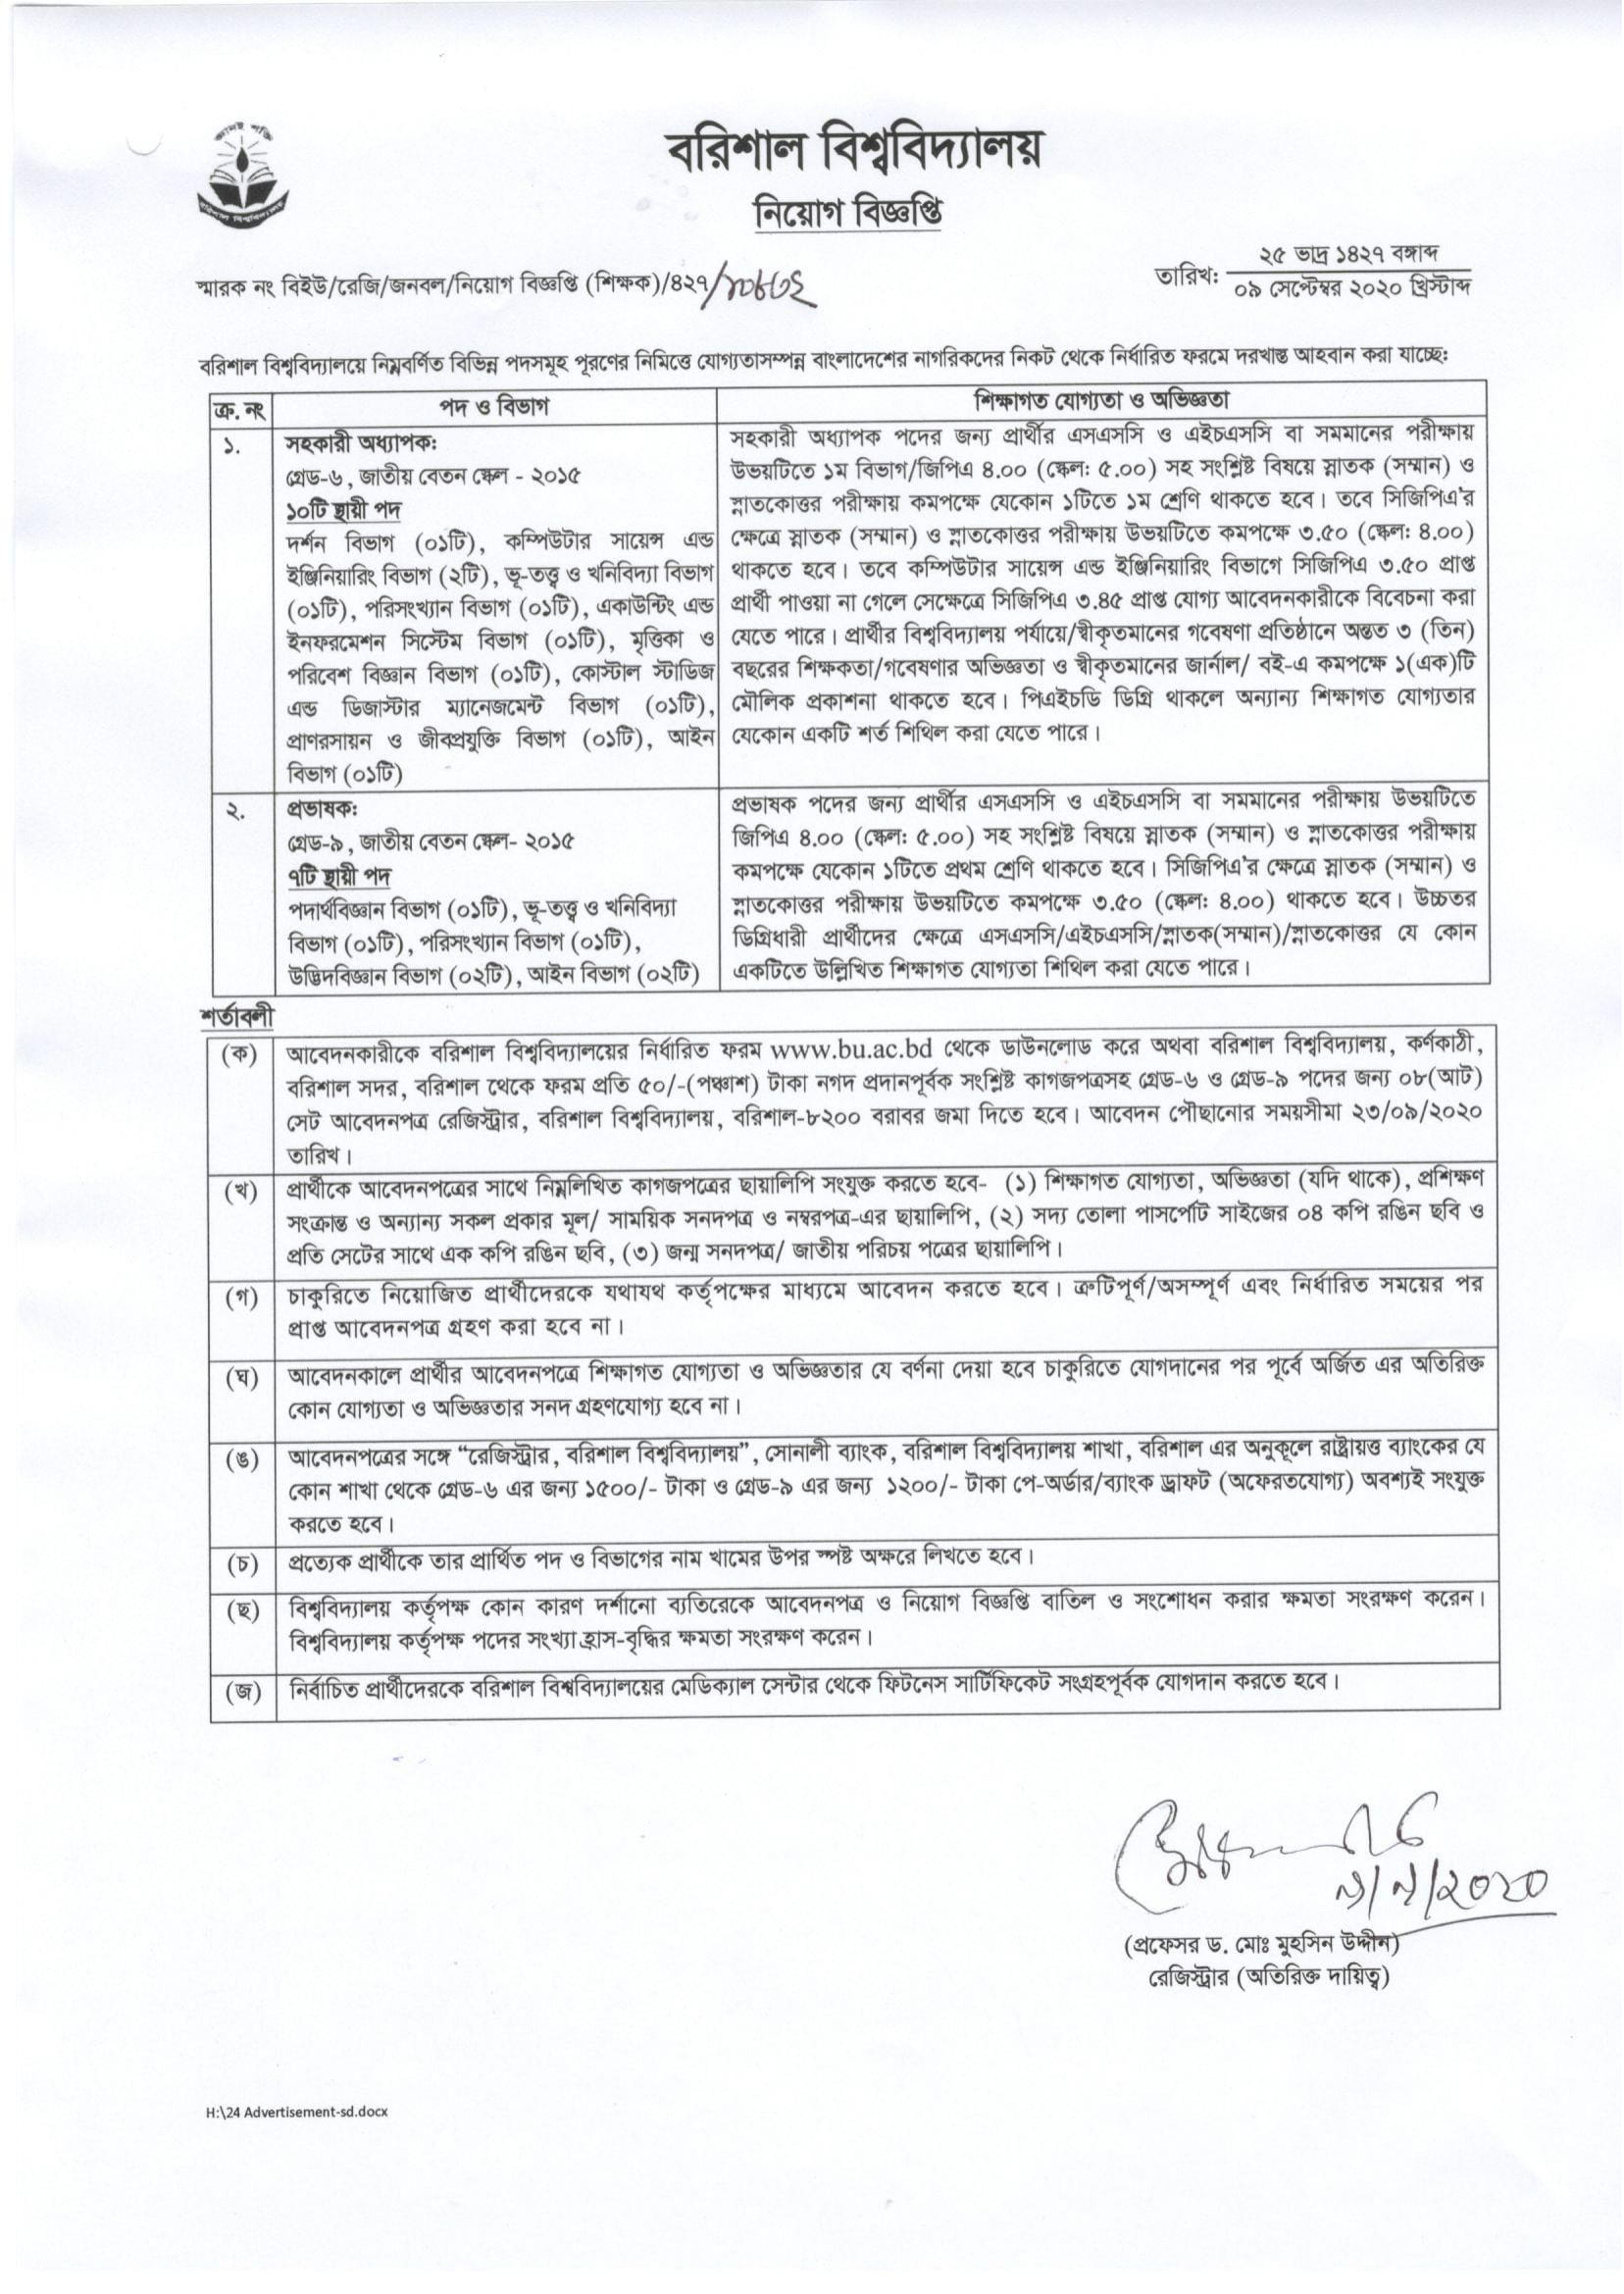 জ্ঞানই শক্তি
বরিশাল বিশ্ববিদ্যালয়
বরিশাল বিশ্ববিদ্যালয়
নিয়োগ বিজ্ঞপ্তি
স্মারক নং বিইউ/রেজি/জনবল/নিয়োগ বিজ্ঞপ্তি (শিক্ষক)/৪২৭/
তারিখ: ২৫ ভাদ্র ১৪২৭ বঙ্গাব্দ
০৯ সেপ্টেম্বর ২০২০ খ্রিস্টাব্দ
বরিশাল বিশ্ববিদ্যালয়ে নিম্নবর্ণিত বিভিন্ন পদসমূহ পূরণের নিমিত্তে যোগ্যতাসম্পন্ন বাংলাদেশের নাগরিকদের নিকট থেকে নির্ধারিত ফরমে দরখাস্ত আহবান করা যাচ্ছে:
ক্র. নং
পদ ও বিভাগ
শিক্ষাগত যোগ্যতা ও অভিজ্ঞতা
১.
সহকারী অধ্যাপক:
গ্রেড-৬, জাতীয় বেতন স্কেল - ২০১৫
১০টি স্থায়ী পদ
দর্শন বিভাগ (০১টি), কম্পিউটার সায়েন্স এন্ড
ইঞ্জিনিয়ারিং বিভাগ (২টি), ভূ-তত্ত্ব ও খনিবিদ্যা বিভাগ
(০১টি), পরিসংখ্যান বিভাগ (০১টি), একাউন্টিং এন্ড
ইনফরমেশন সিস্টেম বিভাগ (০১টি), মৃত্তিকা ও
পরিবেশ বিজ্ঞান বিভাগ (০১টি), কোস্টাল স্টাডিজ
এন্ড ডিজাস্টার ম্যানেজমেন্ট বিভাগ (০১টি),
প্রাণরসায়ন ও জীবপ্রযুক্তি বিভাগ (০১টি), আইন
বিভাগ (০১টি)
সহকারী অধ্যাপক পদের জন্য প্রার্থীর এসএসসি ও এইচএসসি বা সমমানের পরীক্ষায়
উভয়টিতে ১ম বিভাগ/জিপিএ ৪.০০ (স্কেল: ৫.০০) সহ সংশ্লিষ্ট বিষয়ে স্নাতক (সম্মান) ও
স্নাতকোত্তর পরীক্ষায় কমপক্ষে যেকোন ১টিতে ১ম শ্রেণি থাকতে হবে। তবে সিজিপিএ'র
ক্ষেত্রে স্নাতক (সম্মান) ও স্নাতকোত্তর পরীক্ষায় উভয়টিতে কমপক্ষে ৩.৫০ (স্কেল: ৪.০০)
থাকতে হবে। তবে কম্পিউটার সায়েন্স এন্ড ইঞ্জিনিয়ারিং বিভাগে সিজিপিএ ৩.৫০ প্রাপ্ত
প্রার্থী পাওয়া না গেলে সেক্ষেত্রে সিজিপিএ ৩.৪৫ প্রাপ্ত যোগ্য আবেদনকারীকে বিবেচনা করা
যেতে পারে। প্রার্থীর বিশ্ববিদ্যালয় পর্যায়ে/স্বীকৃতমানের গবেষণা প্রতিষ্ঠানে অন্তত ৩ (তিন)
বছরের শিক্ষকতা/গবেষণার অভিজ্ঞতা ও স্বীকৃতমানের জার্নাল/ বই-এ কমপক্ষে ১(এক)টি
মৌলিক প্রকাশনা থাকতে হবে। পিএইচডি ডিগ্রি থাকলে অন্যান্য শিক্ষাগত যোগ্যতার
যেকোন একটি শর্ত শিথিল করা যেতে পারে।
২.
প্রভাষক:
গ্রেড-৯, জাতীয় বেতন স্কেল- ২০১৫
৭টি স্থায়ী পদ
পদার্থবিজ্ঞান বিভাগ (০১টি), ভূ-তত্ত্ব ও খনিবিদ্যা
বিভাগ (০১টি), পরিসংখ্যান বিভাগ (০১টি),
উদ্ভিদবিজ্ঞান বিভাগ (০২টি), আইন বিভাগ (০২টি)
প্রভাষক পদের জন্য প্রার্থীর এসএসসি ও এইচএসসি বা সমমানের পরীক্ষায় উভয়টিতে
জিপিএ ৪.০০ (স্কেল: ৫.০০) সহ সংশ্লিষ্ট বিষয়ে স্নাতক (সম্মান) ও স্নাতকোত্তর পরীক্ষায়
কমপক্ষে যেকোন ১টিতে প্রথম শ্রেণি থাকতে হবে। সিজিপিএ'র ক্ষেত্রে স্নাতক (সম্মান) ও
স্নাতকোত্তর পরীক্ষায় উভয়টিতে কমপক্ষে ৩.৫০ (স্কেল: ৪.০০) থাকতে হবে। উচ্চতর
ডিগ্রিধারী প্রার্থীদের ক্ষেত্রে এসএসসি/এইচএসসি/স্নাতক(সম্মান)/স্নাতকোত্তর যে কোন
একটিতে উল্লিখিত শিক্ষাগত যোগ্যতা শিথিল করা যেতে পারে।
শর্তাবলী
(ক)
আবেদনকারীকে বরিশাল বিশ্ববিদ্যালয়ের নির্ধারিত ফরম www.bu.ac.bd থেকে ডাউনলোড করে অথবা বরিশাল বিশ্ববিদ্যালয়, কর্ণকাঠী,
বরিশাল সদর, বরিশাল থেকে ফরম প্রতি ৫০/-(পঞ্চাশ) টাকা নগদ প্রদানপূর্বক সংশ্লিষ্ট কাগজপত্রসহ গ্রেড-৬ ও গ্রেড-৯ পদের জন্য ০৮(আট)
সেট আবেদনপত্র রেজিস্ট্রার, বরিশাল বিশ্ববিদ্যালয়, বরিশাল-৮২০০ বরাবর জমা দিতে হবে। আবেদন পৌছানোর সময়সীমা ২৩/০৯/২০২০
তারিখ।
(খ)
প্রার্থীকে আবেদনপত্রের সাথে নিম্নলিখিত কাগজপত্রের ছায়ালিপি সংযুক্ত করতে হবে- (১) শিক্ষাগত যোগ্যতা, অভিজ্ঞতা (যদি থাকে), প্রশিক্ষণ
সংক্রান্ত ও অন্যান্য সকল প্রকার মূল/ সাময়িক সনদপত্র ও নম্বরপত্র-এর ছায়ালিপি, (২) সদ্য তোলা পাসপোর্ট সাইজের ০৪ কপি রঙিন ছবি ও
প্রতি সেটের সাথে এক কপি রঙিন ছবি, (৩) জন্ম সনদপত্র/ জাতীয় পরিচয় পত্রের ছায়ালিপি।
(গ)
চাকুরিতে নিয়োজিত প্রার্থীদেরকে যথাযথ কর্তৃপক্ষের মাধ্যমে আবেদন করতে হবে। ত্রুটিপূর্ণ/অসম্পূর্ণ এবং নির্ধারিত সময়ের পর
প্রাপ্ত আবেদনপত্র গ্রহণ করা হবে না।
(ঘ)
আবেদনকালে প্রার্থীর আবেদনপত্রে শিক্ষাগত যোগ্যতা ও অভিজ্ঞতার যে বর্ণনা দেয়া হবে চাকুরিতে যোগদানের পর পূর্বে অর্জিত এর অতিরিক্ত
কোন যোগ্যতা ও অভিজ্ঞতার সনদ গ্রহণযোগ্য হবে না।
(ঙ)
আবেদনপত্রের সঙ্গে “রেজিস্ট্রার, বরিশাল বিশ্ববিদ্যালয়”, সোনালী ব্যাংক, বরিশাল বিশ্ববিদ্যালয় শাখা, বরিশাল এর অনুকূলে রাষ্ট্রায়ত্ত ব্যাংকের যে
কোন শাখা থেকে গ্রেড-৬ এর জন্য ১৫০০/- টাকা ও গ্রেড-৯ এর জন্য ১২০০/- টাকা পে-অর্ডার/ব্যাংক ড্রাফট (অফেরতযোগ্য) অবশ্যই সংযুক্ত
করতে হবে।
(চ)
প্রত্যেক প্রার্থীকে তার প্রার্থিত পদ ও বিভাগের নাম খামের উপর স্পষ্ট অক্ষরে লিখতে হবে।
(ছ)
বিশ্ববিদ্যালয় কর্তৃপক্ষ কোন কারণ দর্শানো ব্যতিরেকে আবেদনপত্র ও নিয়োগ বিজ্ঞপ্তি বাতিল ও সংশোধন করার ক্ষমতা সংরক্ষণ করেন।
বিশ্ববিদ্যালয় কর্তৃপক্ষ পদের সংখ্যা হ্রাস-বৃদ্ধির ক্ষমতা সংরক্ষণ করেন।
(জ)
নির্বাচিত প্রার্থীদেরকে বরিশাল বিশ্ববিদ্যালয়ের মেডিক্যাল সেন্টার থেকে ফিটনেস সার্টিফিকেট সংগ্রহপূর্বক যোগদান করতে হবে।
৯/৯/২০২০
(প্রফেসর ড. মোঃ মুহসিন উদ্দীন)
রেজিস্ট্রার (অতিরিক্ত দায়িত্ব)
H:\24 Advertisement-sd.docx